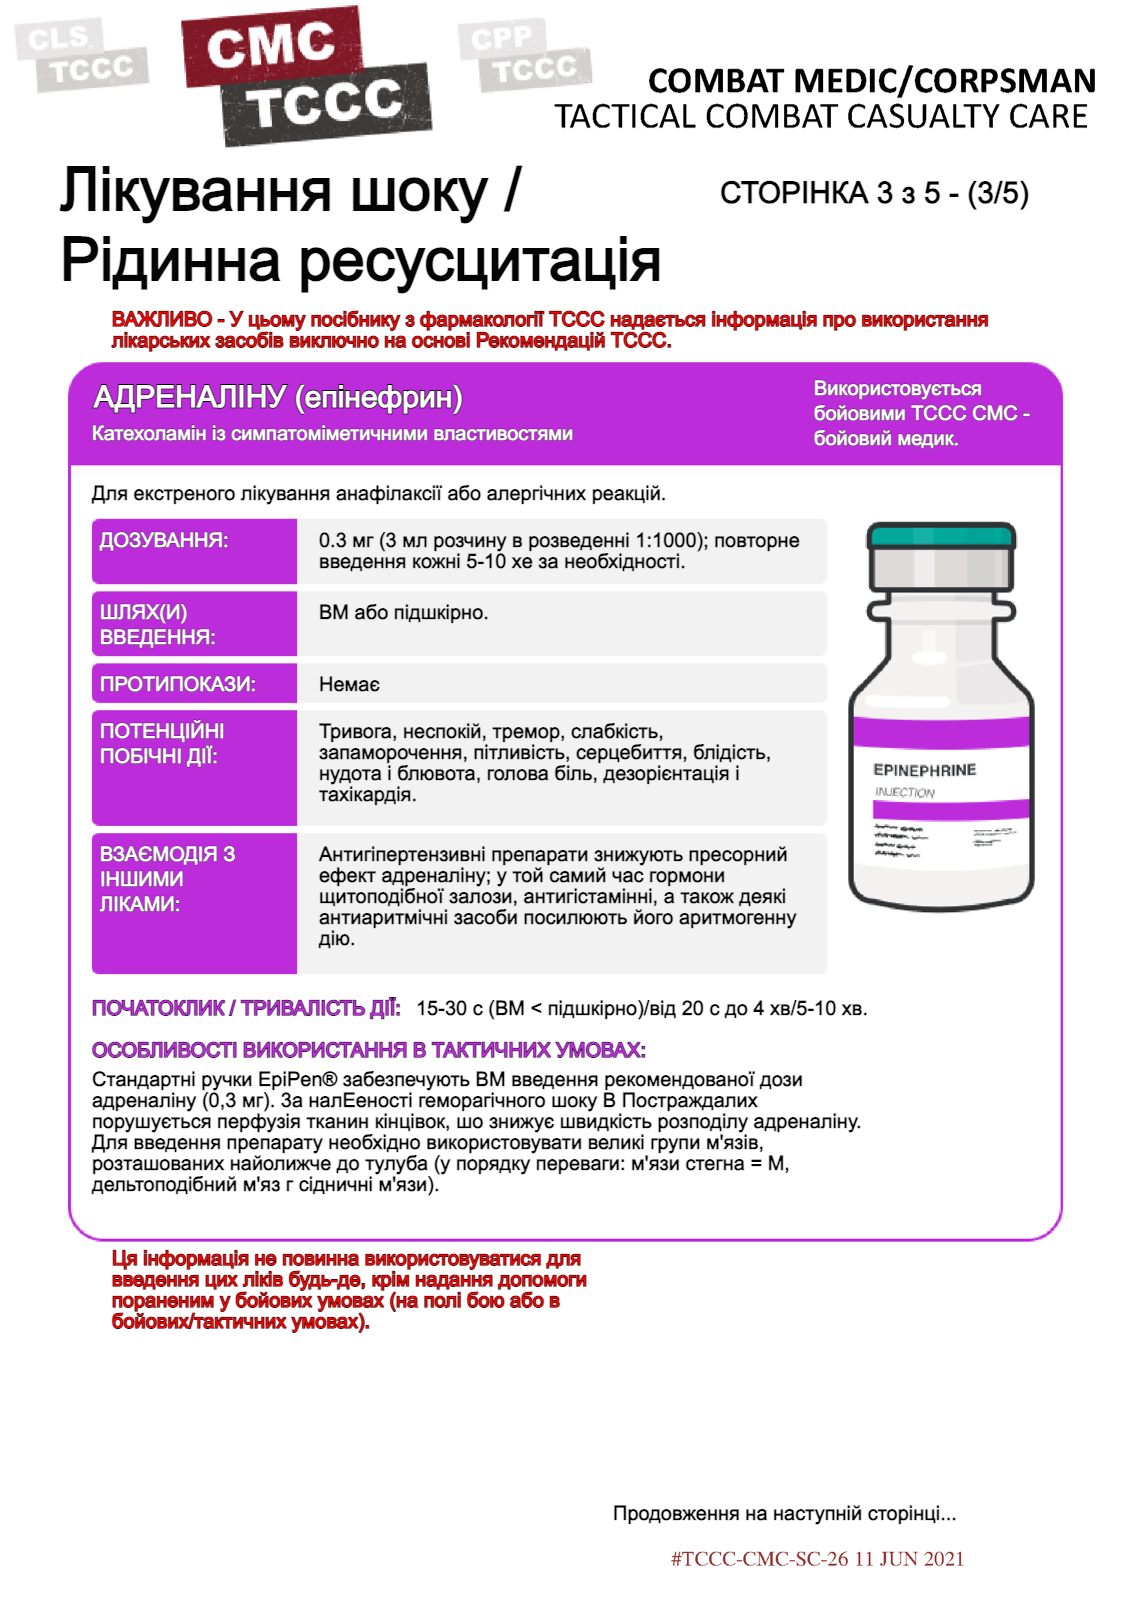 CLS
TCCC
CMC
TCCC
CPP
TCCC
COMBAT MEDIC/CORPSMAN
TACTICAL COMBAT CASUALTY CARE
Лікування шоку /
Рідинна ресусцитація
СТОРІНКА 3 з 5 - (3/5)
ВАЖЛИВО - У цьому посібнику з фармакології ТССС надається інформація про використання
лікарських засобів виключно на основі Рекомендацій ТССС.
АДРЕНАЛІНУ (епінефрин)
Катехоламін із симпатоміметичними властивостями
Використовується
бойовими ТССС СМС -
бойовий медик.
Для екстреного лікування анафілаксії або алергічних реакцій.
ДОЗУВАННЯ:
0.3 мг (3 мл розчину в розведенні 1:1000); повторне
введення кожні 5-10 хе за необхідності.
ШЛЯХ(И)
ВВЕДЕННЯ:
ВМ або підшкірно.
ПРОТИПОКАЗИ:
Немає
ПОТЕНЦІЙНІ
ПОБІЧНІ ДІЇ:
Тривога, неспокій, тремор, слабкість,
запаморочення, пітливість, серцебиття, блідість,
нудота і блювота, голова біль, дезорієнтація і
тахікардія.
ВЗАЄМОДІЯ З
ІНШИМИ
ЛІКАМИ:
Антигіпертензивні препарати знижують пресорний
ефект адреналіну; у той самий час гормони
щитоподібної залози, антигістамінні, а також деякі
антиаритмічні засоби посилюють його аритмогенну
дію.
EPINEPHRINE
INJECTION
ПОЧАТОКЛИК / ТРИВАЛІСТЬ ДІЇ: 15-30 с (ВМ < підшкірно)/від 20 с до 4 хв/5-10 хв.
ОСОБЛИВОСТІ ВИКОРИСТАННЯ В ТАКТИЧНИХ УМОВАХ:
Стандартні ручки EpiPen® забезпечують ВМ введення рекомендованої дози
адреналіну (0,3 мг). За налЕеності геморагічного шоку В Постраждалих
порушується перфузія тканин кінцівок, шо знижує швидкість розподілу адреналіну.
Для введення препарату необхідно використовувати великі групи м'язів,
розташованих найолижче до тулуба (у порядку переваги: м'язи стегна = М,
дельтоподібний м'яз г сідничні м'язи).
Ця інформація не повинна використовуватися для
введення цих ліків будь-де, крім надання допомоги
пораненим у бойових умовах (на полі бою або в
бойових/тактичних умовах).
Продовження на наступній сторінці...
#TCCC-CMC-SC-26 11 JUN 2021